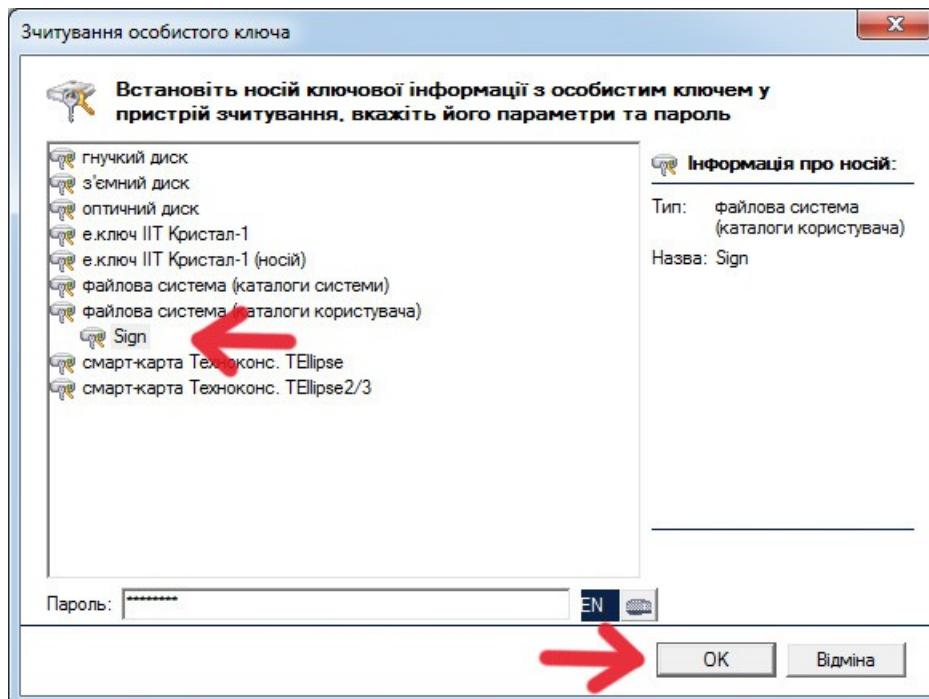 Зчитування особистого ключа
Встановіть носій ключової інформації з особистим ключем у
пристрій зчитування, вкажіть його параметри та пароль
гнучкий диск
з'ємний диск
оптичний диск
е.ключ ІІТ Кристал-1
е.ключ ІІТ Кристал-1 (носій)
файлова система (каталоги системи)
файлова система (каталоги користувача)
Sign
смарт-карта Техноконс. TEllipse
смарт-карта Техноконс. TEllipse2/3
Інформація про носій:
Тип: файлова система
(каталоги користувача)
Назва: Sign
Пароль: ********
EN
OK
Відміна